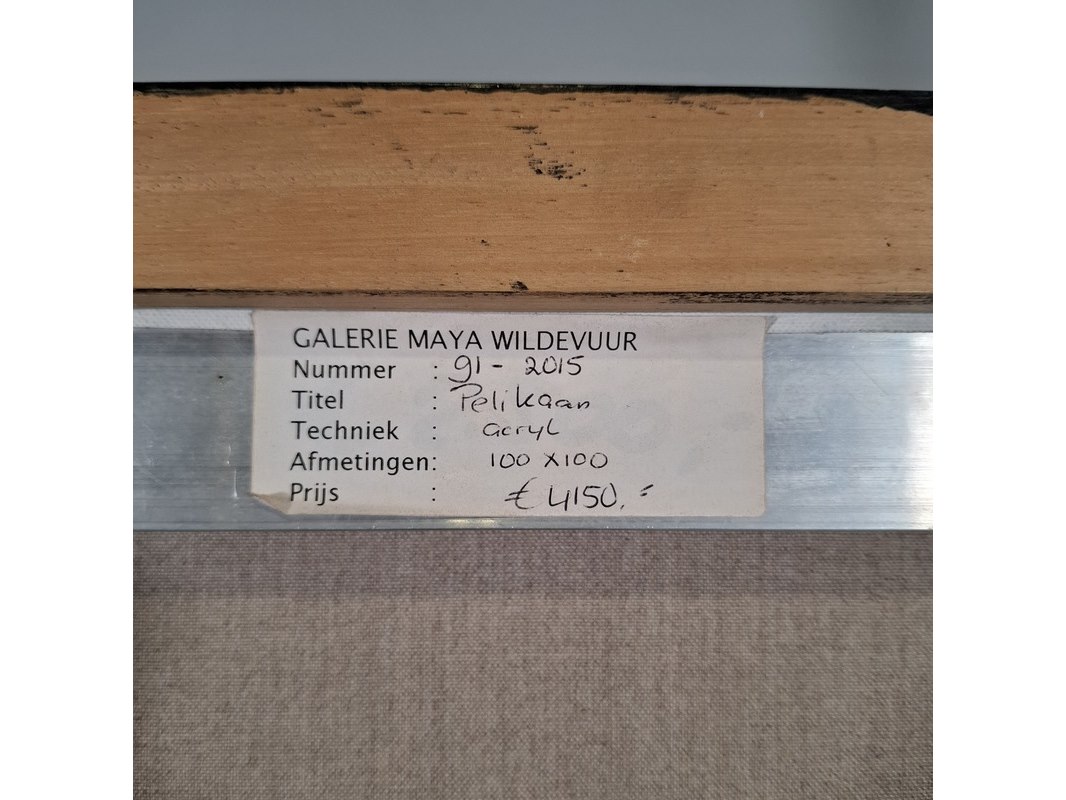 GALERIE MAYA WILDEVUUR
Nummer : 91 - 2015
Titel : Pelikaan
Techniek : acryl
Afmetingen: 100 x 100
Prijs : € 4150,=